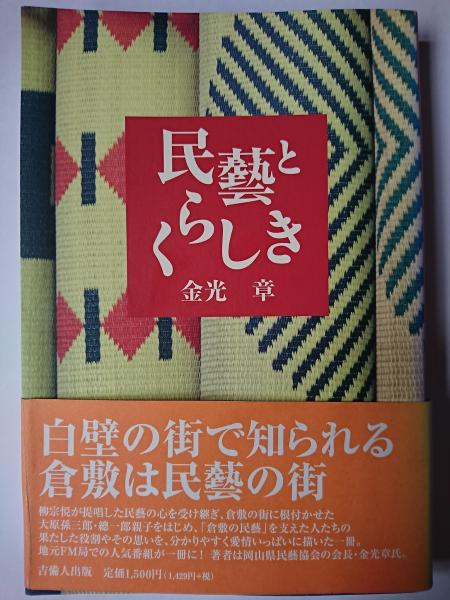 民藝と
くらしき
金光 章
白壁の街で知られる
倉敷は民藝の街
柳宗悦が提唱した民藝の心を受け継ぎ、倉敷の街に根付かせた
大原孫三郎・總一郎親子をはじめ、「倉敷の民藝」を支えた人たちの
果たした役割やその思いを、分かりやすく愛情いっぱいに描いた一冊。
地元FM局での人気番組が一冊に！ 著者は岡山県民藝協会の会長・金光章氏。
吉備人出版 定価1,500円(1,429円+税)